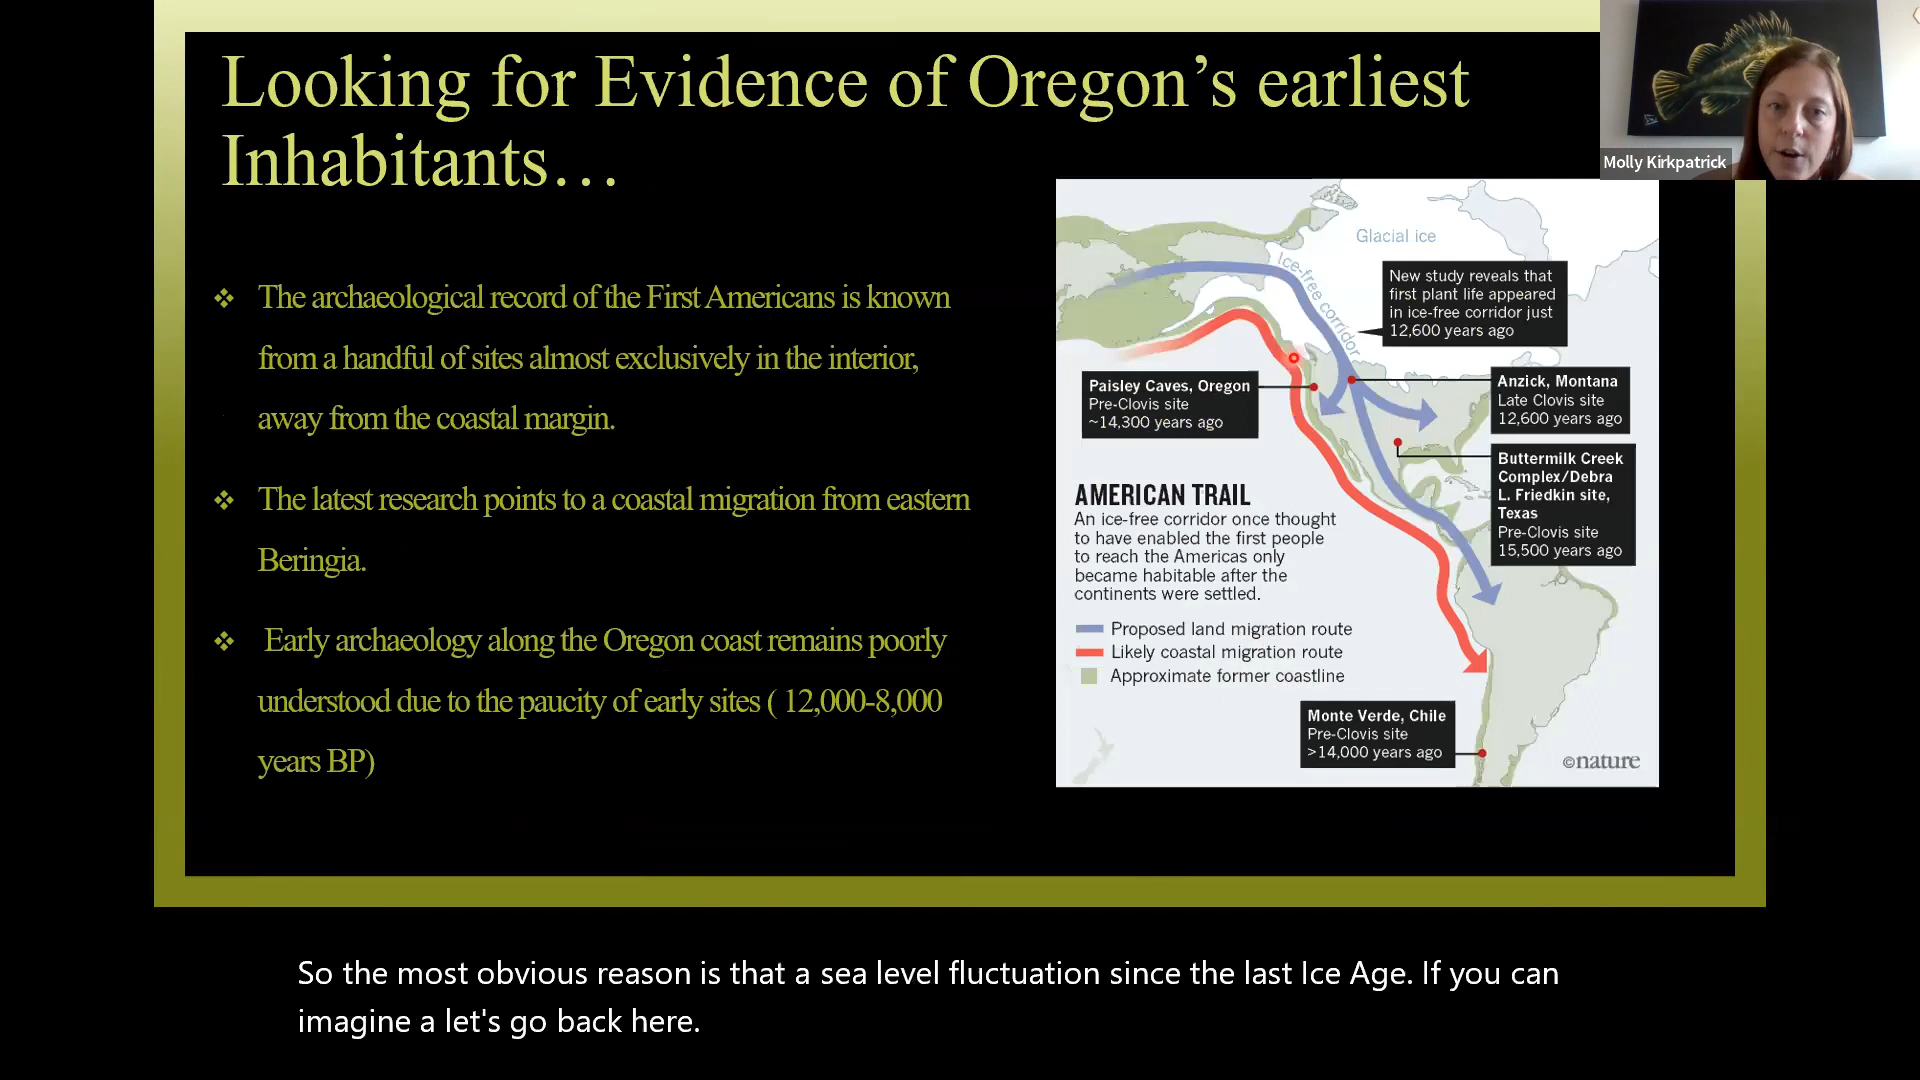 Looking for Evidence of Oregon’s earliest
Inhabitants…
Molly Kirkpatrick
❖ The archaeological record of the First Americans is known
from a handful of sites almost exclusively in the interior,
away from the coastal margin.
❖ The latest research points to a coastal migration from eastern
Beringia.
❖ Early archaeology along the Oregon coast remains poorly
understood due to the paucity of early sites ( 12,000-8,000
years BP)
Glacial ice
Ice-free corridor
New study reveals that
first plant life appeared
in ice-free corridor just
12,600 years ago
Paisley Caves, Oregon
Pre-Clovis site
~14,300 years ago
Anzick, Montana
Late Clovis site
12,600 years ago
Buttermilk Creek
Complex/Debra
L. Friedkin site,
Texas
Pre-Clovis site
15,500 years ago
AMERICAN TRAIL
An ice-free corridor once thought
to have enabled the first people
to reach the Americas only
became habitable after the
continents were settled.
Proposed land migration route
Likely coastal migration route
Approximate former coastline
Monte Verde, Chile
Pre-Clovis site
>14,000 years ago
©nature
So the most obvious reason is that a sea level fluctuation since the last Ice Age. If you can
imagine a let's go back here.